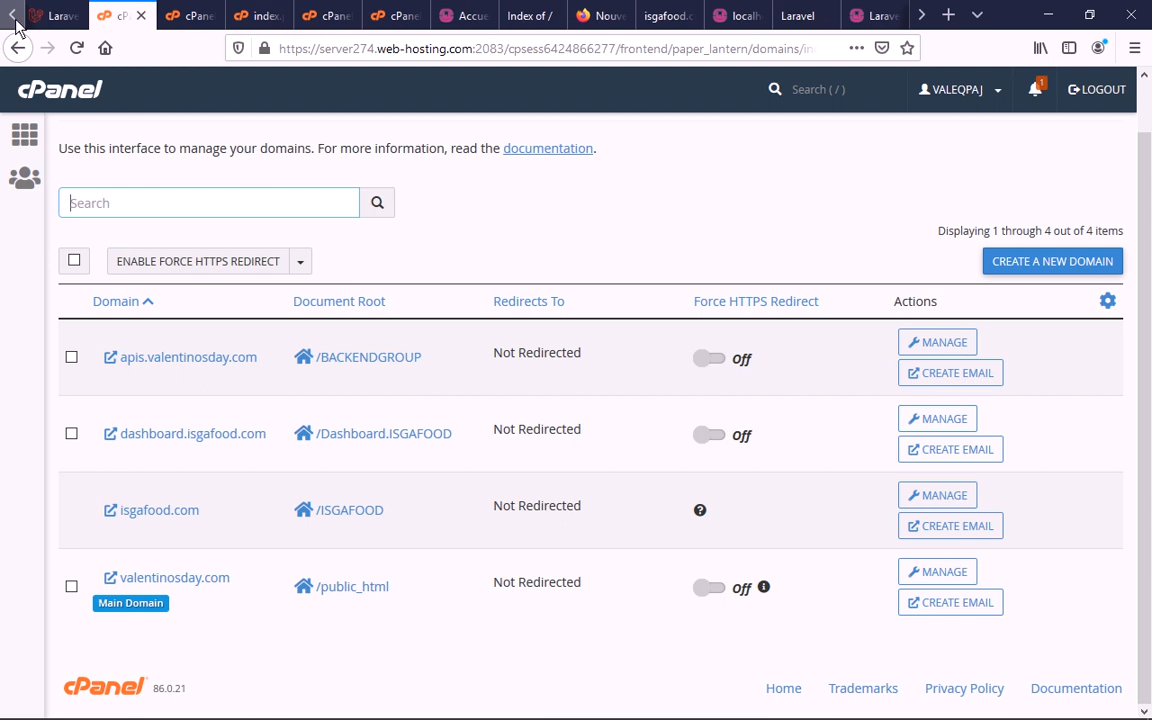 Larave
cP
cPane
index.p
cPanel
cPane
Accue
Index of /
Nouve
isgafood.c
localh
Laravel
Larave
https://server274.web-hosting.com:2083/cpsess6424866277/frontend/paper_lantern/domains/in
cPanel
Search ( / )
VALEQPAJ
1
LOGOUT
Use this interface to manage your domains. For more information, read the documentation.
Search
Displaying 1 through 4 out of 4 items
ENABLE FORCE HTTPS REDIRECT
CREATE A NEW DOMAIN
Domain
Document Root
Redirects To
Force HTTPS Redirect
Actions
apis.valentinosday.com
/BACKENDGROUP
Not Redirected
Off
MANAGE
CREATE EMAIL
dashboard.isgafood.com
/Dashboard.ISGAFOOD
Not Redirected
Off
MANAGE
CREATE EMAIL
isgafood.com
/ISGAFOOD
Not Redirected
MANAGE
CREATE EMAIL
valentinosday.com
Main Domain
/public_html
Not Redirected
Off
MANAGE
CREATE EMAIL
cPanel 86.0.21
Home
Trademarks
Privacy Policy
Documentation